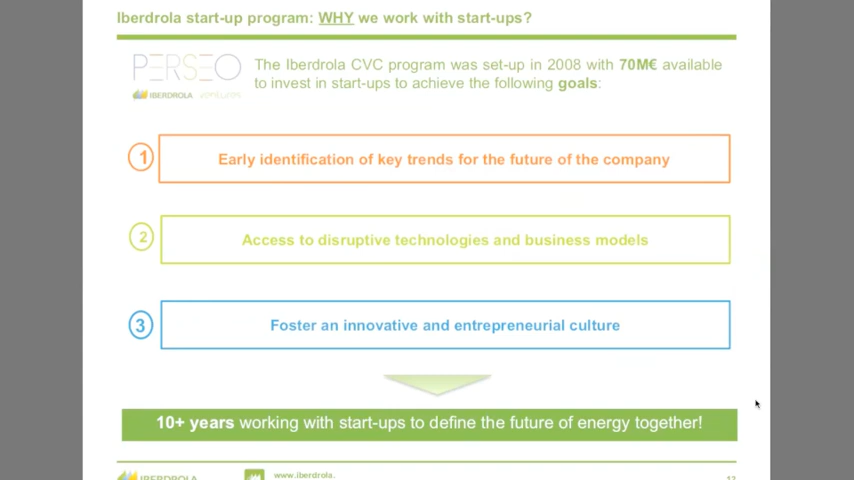 Iberdrola start-up program: WHY we work with start-ups?
PERSEO
IBERDROLA
The Iberdrola CVC program was set-up in 2008 with 70M€ available
to invest in start-ups to achieve the following goals:
1
Early identification of key trends for the future of the company
2
Access to disruptive technologies and business models
3
Foster an innovative and entrepreneurial culture
10+ years working with start-ups to define the future of energy together!
IBERDROLA
www.iberdrola.